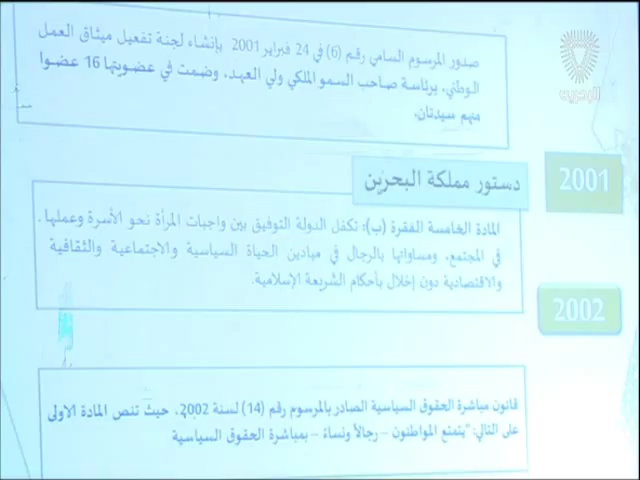 صدور المرسوم السامي رقم (6) في 24 فبراير 2001 بإنشاء لجنة تفعيل ميثاق العمل
الوطني، برئاسة صاحب السمو الملكي ولي العهد، وضمت في عضويتها 16 عضوا
منهم سيدتان.
البحرين
دستور مملكة البحرين
2001
المادة الخامسة الفقرة (ب): تكفل الدولة التوفيق بين واجبات المرأة نحو الأسرة وعملها
في المجتمع، ومساواتها بالرجال في ميادين الحياة السياسية والاجتماعية والثقافية
والاقتصادية دون إخلال بأحكام الشريعة الإسلامية.
2002
قانون مباشرة الحقوق السياسية الصادر بالمرسوم رقم (14) لسنة 2002، حيث تنص المادة الاولى
على التالي: "يتمتع المواطنون – رجالاً ونساءً – بمباشرة الحقوق السياسية